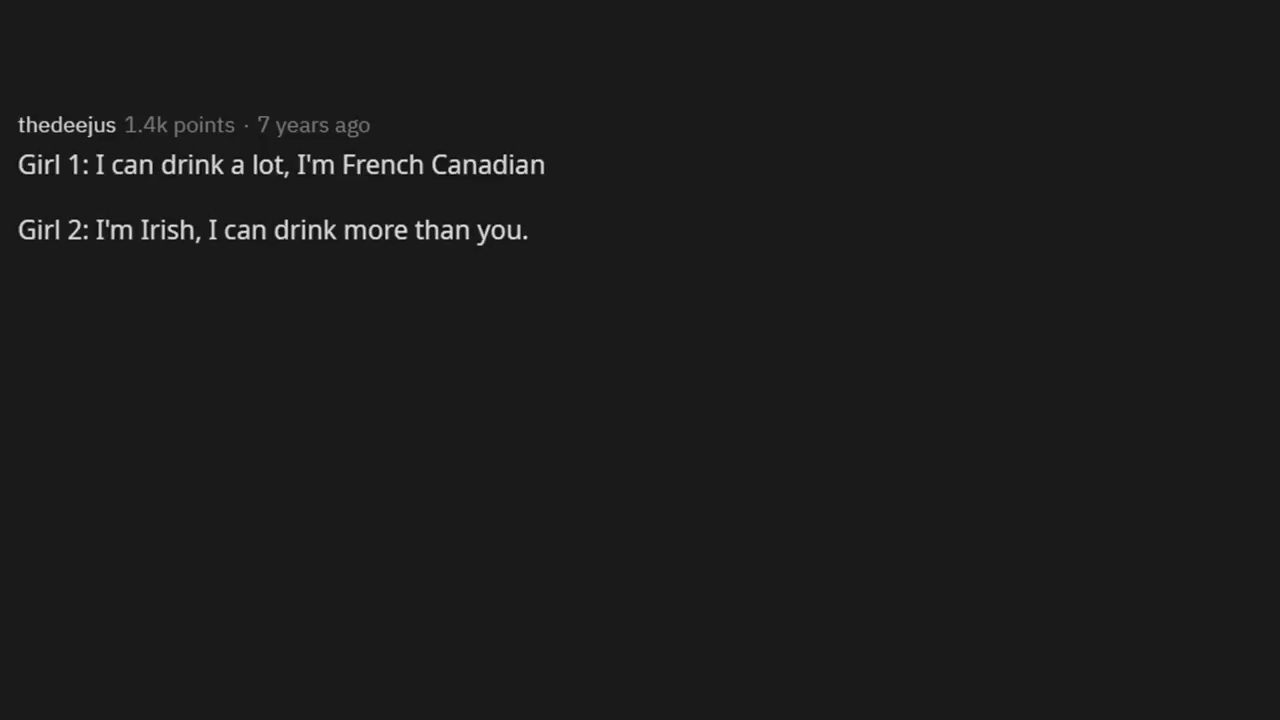 thedeejus 1.4k points · 7 years ago
Girl 1: I can drink a lot, I'm French Canadian
Girl 2: I'm Irish, I can drink more than you.